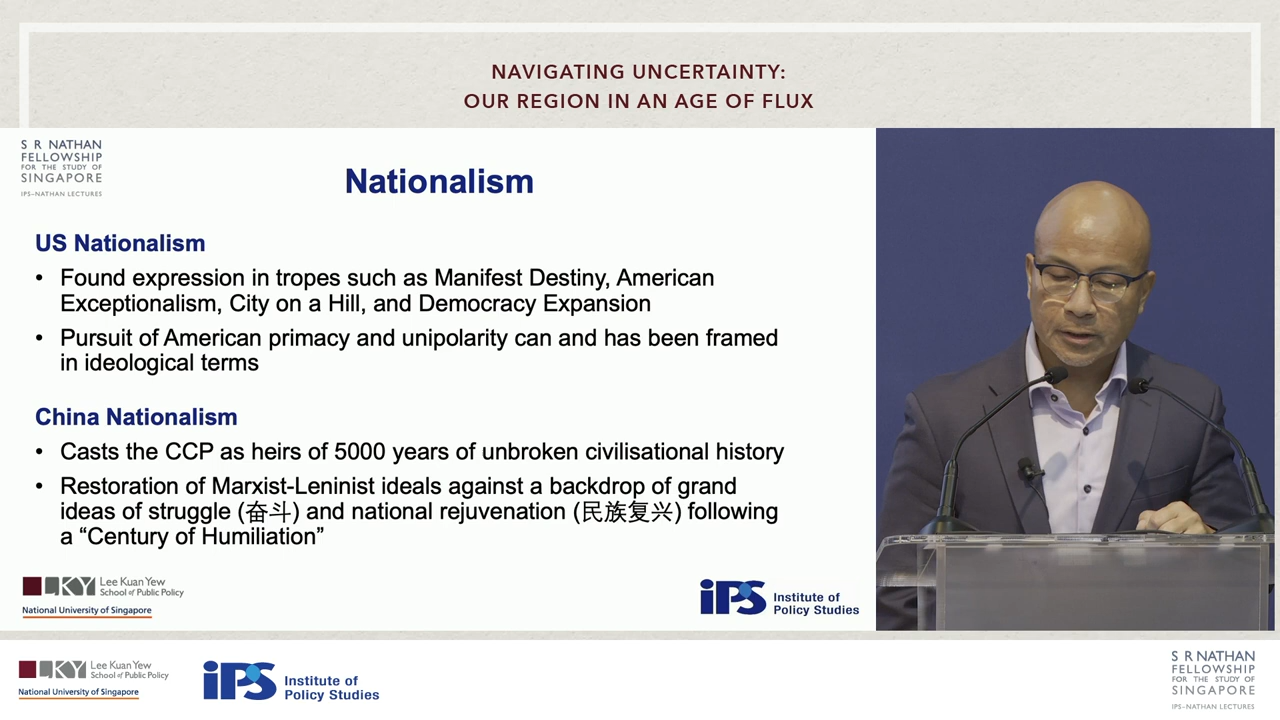 NAVIGATING UNCERTAINTY:
OUR REGION IN AN AGE OF FLUX
S R NATHAN
FELLOWSHIP
FOR THE STUDY OF
SINGAPORE
IPS–NATHAN LECTURES
Nationalism
US Nationalism
• Found expression in tropes such as Manifest Destiny, American
Exceptionalism, City on a Hill, and Democracy Expansion
• Pursuit of American primacy and unipolarity can and has been framed
in ideological terms
China Nationalism
• Casts the CCP as heirs of 5000 years of unbroken civilisational history
• Restoration of Marxist-Leninist ideals against a backdrop of grand
ideas of struggle (奋斗) and national rejuvenation (民族复兴) following
a “Century of Humiliation”
LKY Lee Kuan Yew
School of Public Policy
National University of Singapore
iPS Institute of
Policy Studies
LKY Lee Kuan Yew
School of Public Policy
National University of Singapore
iPS Institute of
Policy Studies
S R NATHAN
FELLOWSHIP
FOR THE STUDY OF
SINGAPORE
IPS–NATHAN LECTURES